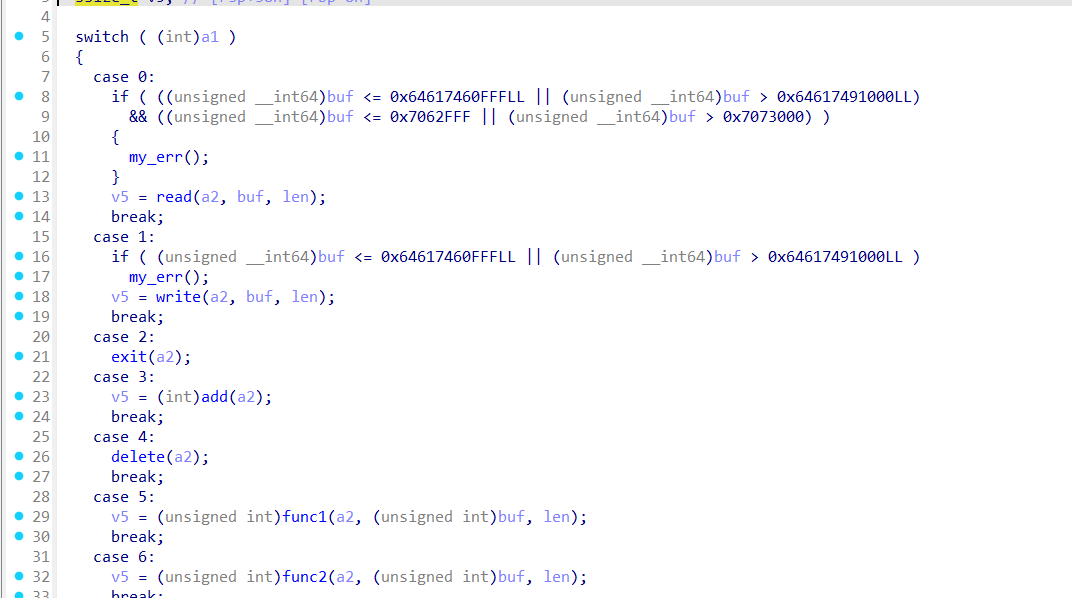 4
5 switch ( (int)a1 )
6 {
7 case 0:
8 if ( ((unsigned __int64)buf <= 0x64617460FFFLL || (unsigned __int64)buf > 0x64617491000LL)
9 && ((unsigned __int64)buf <= 0x7062FFF || (unsigned __int64)buf > 0x7073000) )
10 {
11 my_err();
12 }
13 v5 = read(a2, buf, len);
14 break;
15 case 1:
16 if ( (unsigned __int64)buf <= 0x64617460FFFLL || (unsigned __int64)buf > 0x64617491000LL )
17 my_err();
18 v5 = write(a2, buf, len);
19 break;
20 case 2:
21 exit(a2);
22 case 3:
23 v5 = (int)add(a2);
24 break;
25 case 4:
26 delete(a2);
27 break;
28 case 5:
29 v5 = (unsigned int)func1(a2, (unsigned int)buf, len);
30 break;
31 case 6:
32 v5 = (unsigned int)func2(a2, (unsigned int)buf, len);
33 break;